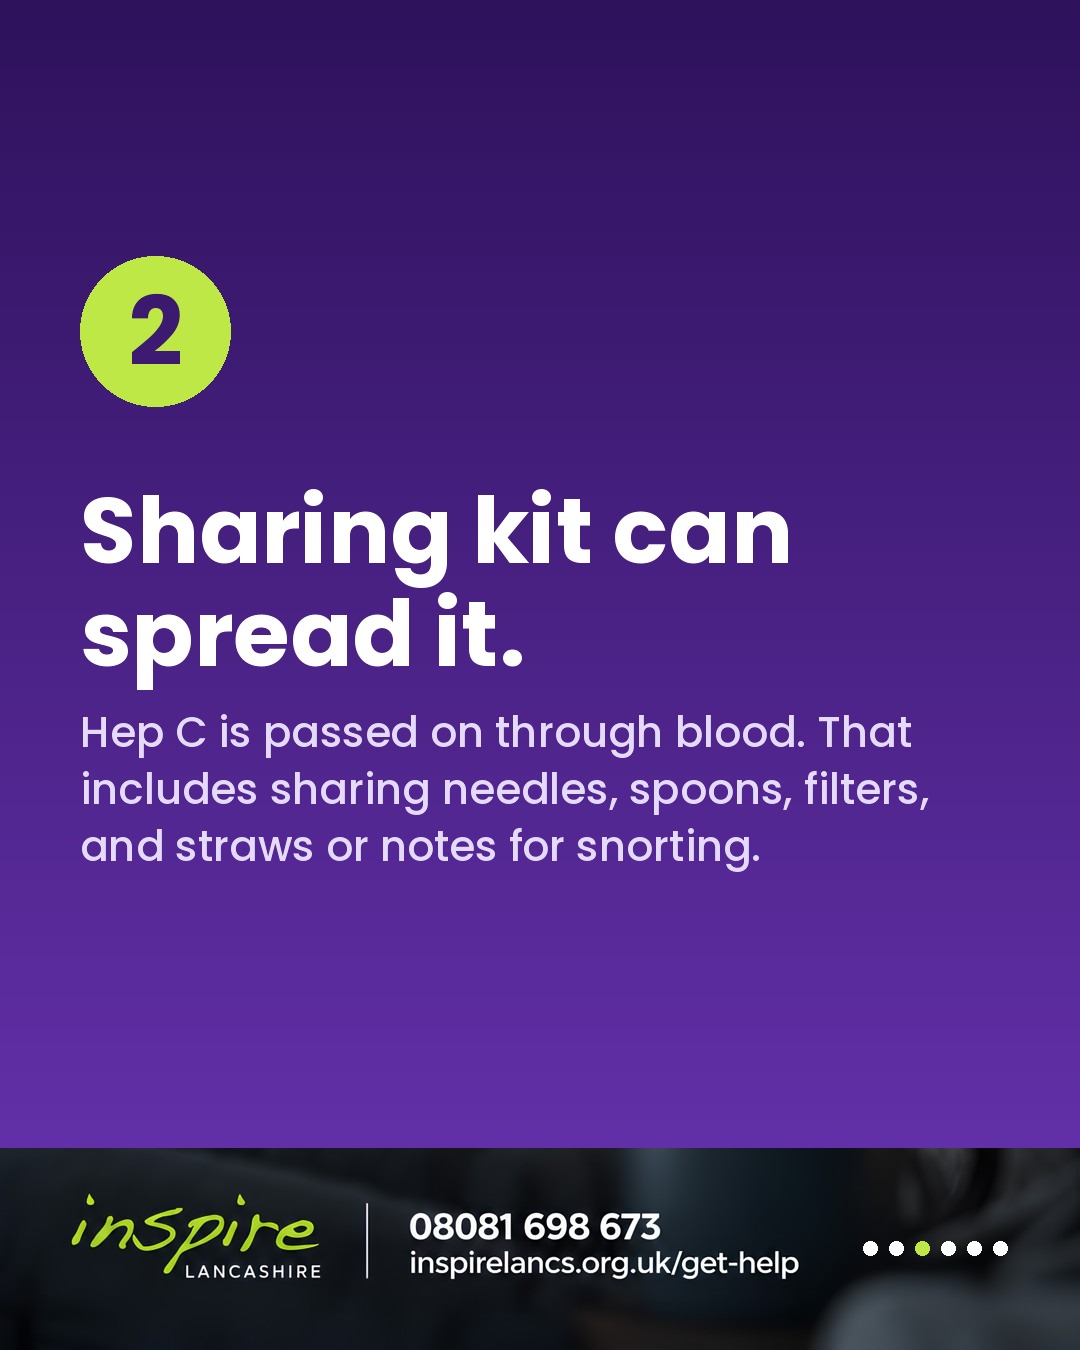 2
Sharing kit can
spread it.
Hep C is passed on through blood. That
includes sharing needles, spoons, filters,
and straws or notes for snorting.
inspire
LANCASHIRE
08081 698 673
inspirelancs.org.uk/get-help